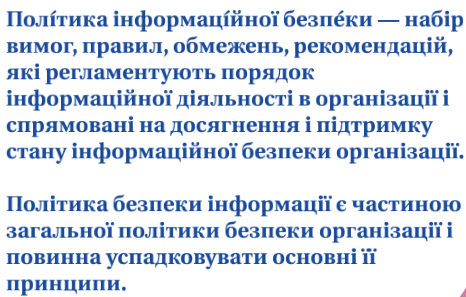 Полі́тика інформаці́йної безпе́ки — набір
вимог, правил, обмежень, рекомендацій,
які регламентують порядок
інформаційної діяльності в організації і
спрямовані на досягнення і підтримку
стану інформаційної безпеки організації.
Політика безпеки інформації є частиною
загальної політики безпеки організації і
повинна успадковувати основні її
принципи.